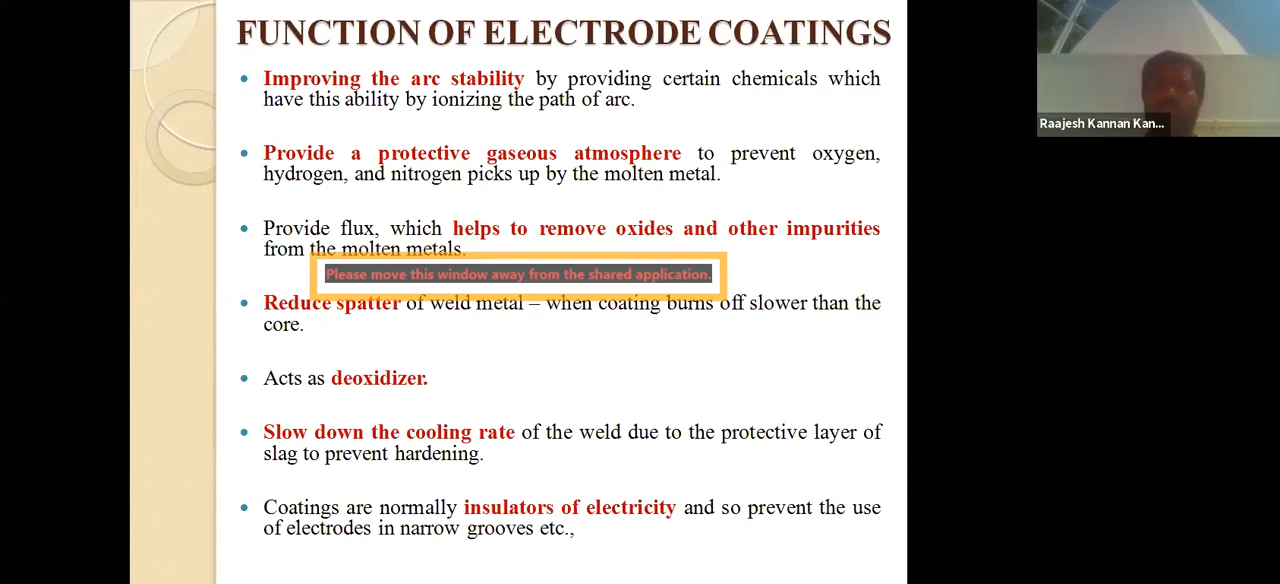 FUNCTION OF ELECTRODE COATINGS
• Improving the arc stability by providing certain chemicals which
have this ability by ionizing the path of arc.
• Provide a protective gaseous atmosphere to prevent oxygen,
hydrogen, and nitrogen picks up by the molten metal.
• Provide flux, which helps to remove oxides and other impurities
from the molten metals.
Please move this window away from the shared application.
• Reduce spatter of weld metal – when coating burns off slower than the
core.
• Acts as deoxidizer.
• Slow down the cooling rate of the weld due to the protective layer of
slag to prevent hardening.
• Coatings are normally insulators of electricity and so prevent the use
of electrodes in narrow grooves etc.,
Raajesh Kannan Kan...